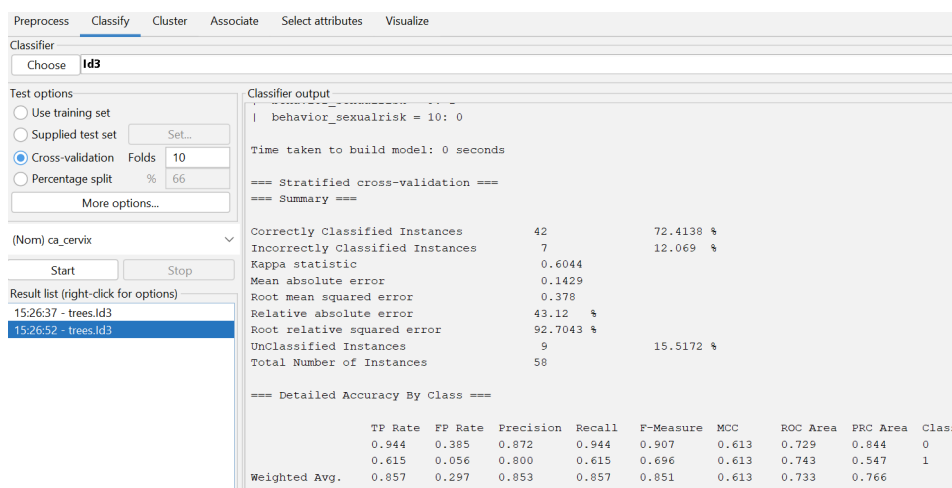 Preprocess Classify Cluster Associate Select attributes Visualize
Classifier
Choose Id3
Test options
Use training set
Supplied test set Set...
Cross-validation Folds 10
Percentage split % 66
More options...
(Nom) ca_cervix
Start Stop
Result list (right-click for options)
15:26:37 - trees.Id3
15:26:52 - trees.Id3
Classifier output
| behavior_sexualrisk = 10: 0
Time taken to build model: 0 seconds
=== Stratified cross-validation ===
=== Summary ===
Correctly Classified Instances 42 72.4138 %
Incorrectly Classified Instances 7 12.069 %
Kappa statistic 0.6044
Mean absolute error 0.1429
Root mean squared error 0.378
Relative absolute error 43.12 %
Root relative squared error 92.7043 %
UnClassified Instances 9 15.5172 %
Total Number of Instances 58
=== Detailed Accuracy By Class ===
TP Rate FP Rate Precision Recall F-Measure MCC ROC Area PRC Area Clas
0.944 0.385 0.872 0.944 0.907 0.613 0.729 0.844 0
0.615 0.056 0.800 0.615 0.696 0.613 0.743 0.547 1
Weighted Avg. 0.857 0.297 0.853 0.857 0.851 0.613 0.733 0.766